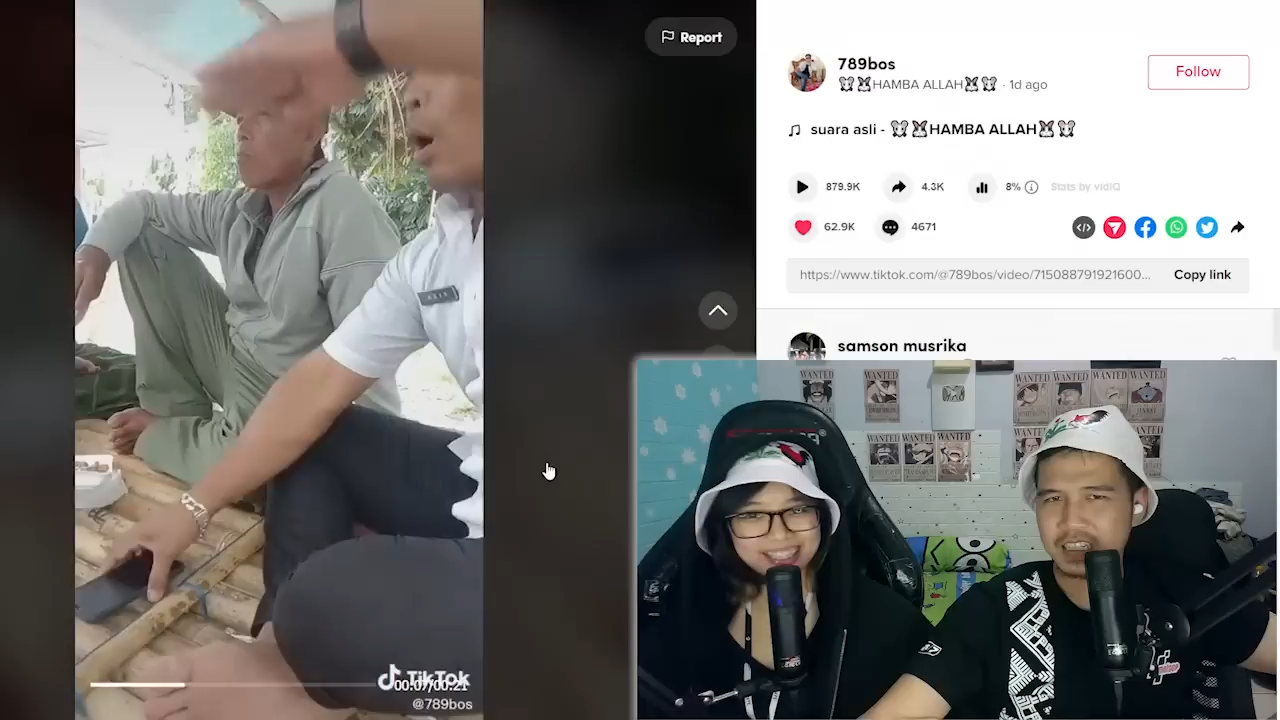 Report
789bos
HAMBA ALLAH · 1d ago
Follow
suara asli - HAMBA ALLAH
879.9K
4.3K
8%
Stats by vidIQ
62.9K
4671
https://www.tiktok.com/@789bos/video/715088791921600...
Copy link
samson musrika
WANTED
WANTED
WANTED WANTED WANTED WANTED
WANTED WANTED WANTED
TikTok
00:07/00:21
@789bos